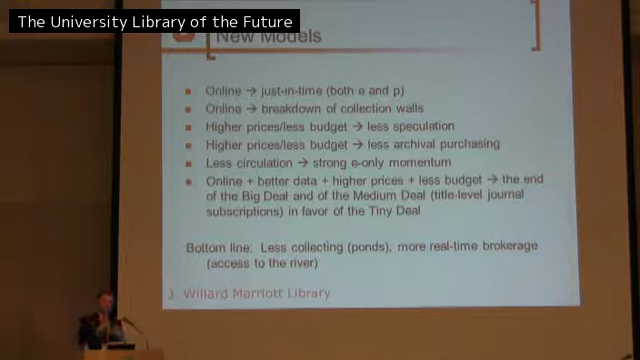 The University Library of the Future
New Models
Online → just-in-time (both e and p)
Online → breakdown of collection walls
Higher prices/less budget → less speculation
Higher prices/less budget → less archival purchasing
Less circulation → strong e-only momentum
Online + better data + higher prices + less budget → the end
of the Big Deal and of the Medium Deal (title-level journal
subscriptions) in favor of the Tiny Deal
Bottom line: Less collecting (ponds), more real-time brokerage
(access to the river)
J. Willard Marriott Library